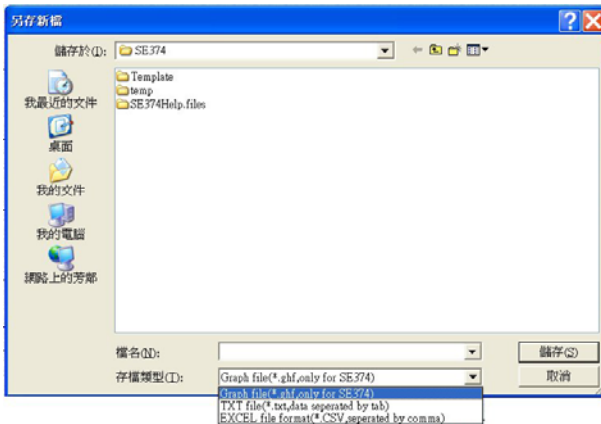 另存新檔
儲存於(I):
SE374
Template
temp
SE374Help.files
我最近的文件
桌面
我的文件
我的電腦
網路上的芳鄰
檔名(N):
儲存(S)
存檔類型(T):
Graph file(*.ghf,only for SE374)
取消
Graph file(*.ghf,only for SE374)
TXT file(*.txt,data seperated by tab)
EXCEL file format(*.CSV,seperated by comma)